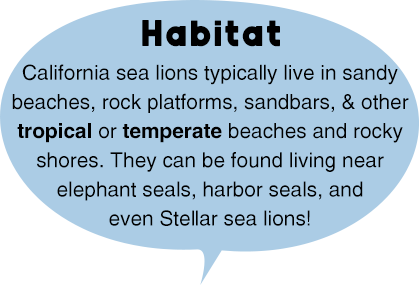 Habitat
California sea lions typically live in sandy
beaches, rock platforms, sandbars, & other
tropical or temperate beaches and rocky
shores. They can be found living near
elephant seals, harbor seals, and
even Stellar sea lions!